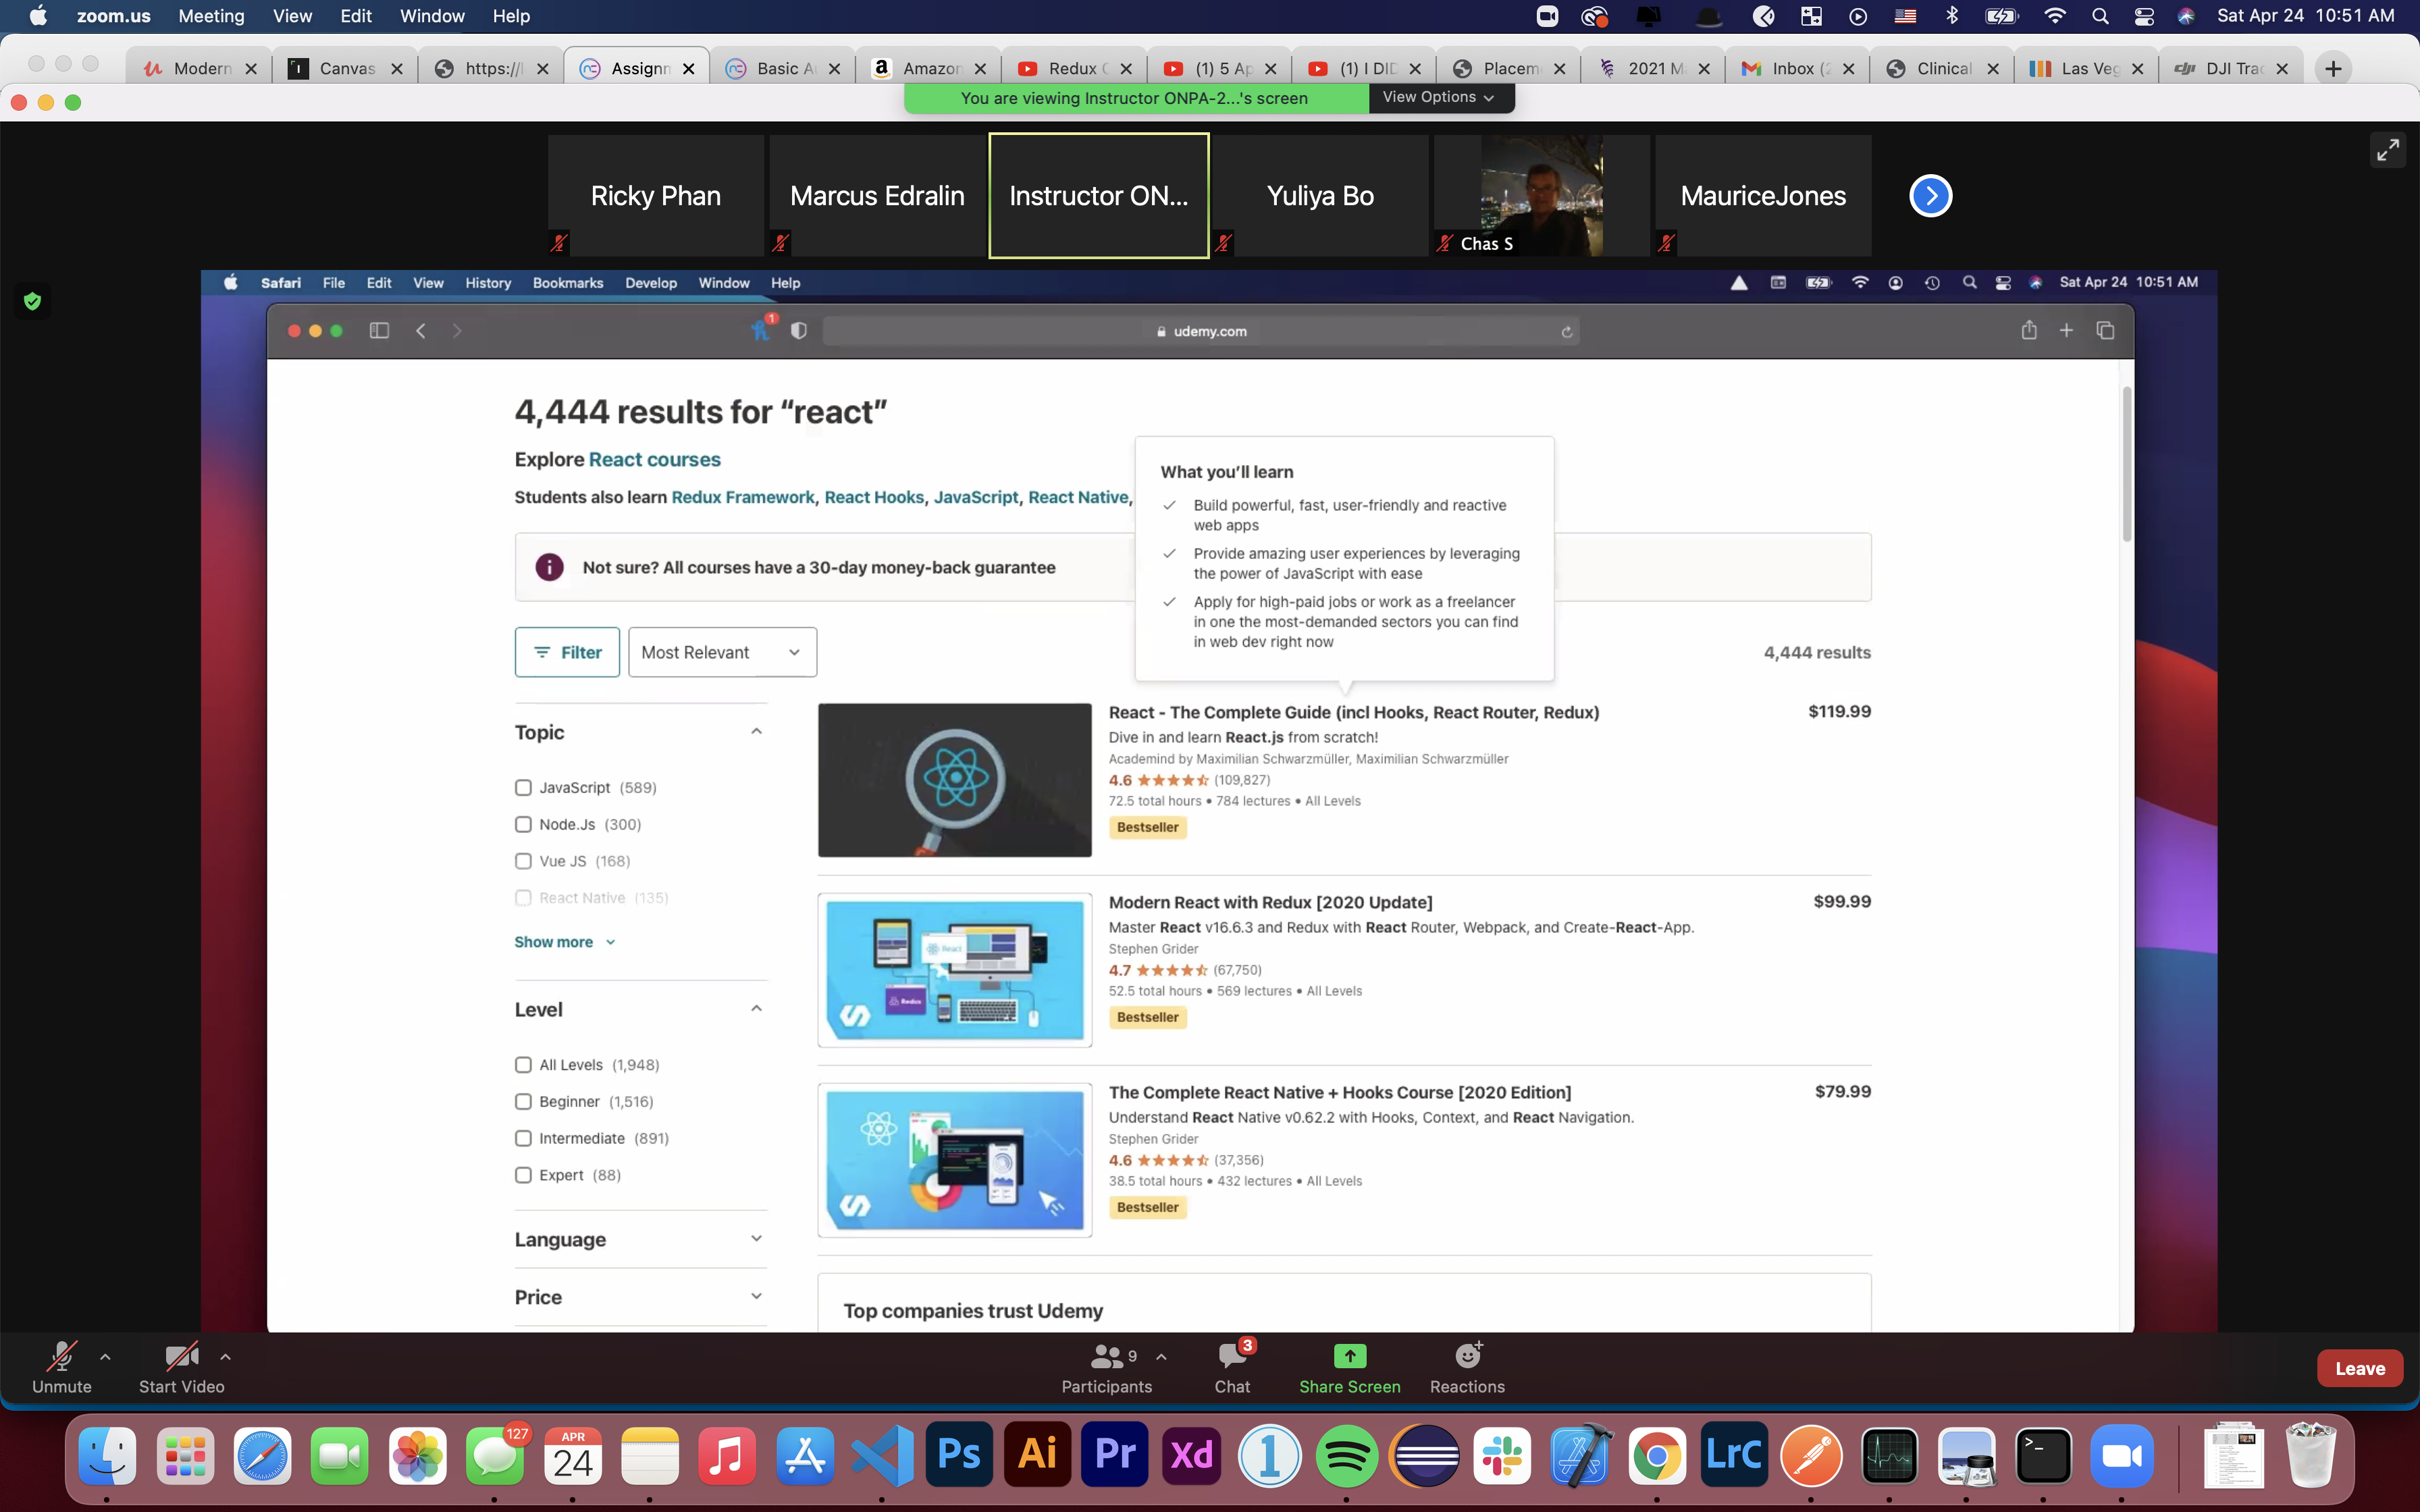 zoom.us Meeting View Edit Window Help Sat Apr 24 10:51 AM
Modern Canvas https:// Assignn Basic A Amazon Redux (1) 5 Ap (1) I DID Placem 2021 M Inbox (2 Clinical Las Veg DJI Tra
You are viewing Instructor ONPA-2...'s screen View Options
Ricky Phan Marcus Edralin Instructor ON... Yuliya Bo Chas S MauriceJones
Safari File Edit View History Bookmarks Develop Window Help Sat Apr 24 10:51 AM
1
udemy.com
4,444 results for “react”
Explore React courses
Students also learn Redux Framework, React Hooks, JavaScript, React Native,
Not sure? All courses have a 30-day money-back guarantee
What you’ll learn
Build powerful, fast, user-friendly and reactive
web apps
Provide amazing user experiences by leveraging
the power of JavaScript with ease
Apply for high-paid jobs or work as a freelancer
in one the most-demanded sectors you can find
in web dev right now
Filter Most Relevant 4,444 results
Topic
JavaScript (589)
Node.Js (300)
Vue JS (168)
React Native (135)
Show more
Level
All Levels (1,948)
Beginner (1,516)
Intermediate (891)
Expert (88)
Language
Price
React - The Complete Guide (incl Hooks, React Router, Redux) $119.99
Dive in and learn React.js from scratch!
Academind by Maximilian Schwarzmüller, Maximilian Schwarzmüller
4.6 (109,827)
72.5 total hours • 784 lectures • All Levels
Bestseller
React
Redux
Modern React with Redux [2020 Update] $99.99
Master React v16.6.3 and Redux with React Router, Webpack, and Create-React-App.
Stephen Grider
4.7 (67,750)
52.5 total hours • 569 lectures • All Levels
Bestseller
The Complete React Native + Hooks Course [2020 Edition] $79.99
Understand React Native v0.62.2 with Hooks, Context, and React Navigation.
Stephen Grider
4.6 (37,356)
38.5 total hours • 432 lectures • All Levels
Bestseller
Top companies trust Udemy
Unmute Start Video Participants 9 Chat 3 Share Screen Reactions Leave
127 APR 24 Ps Ai Pr Xd 1 LrC